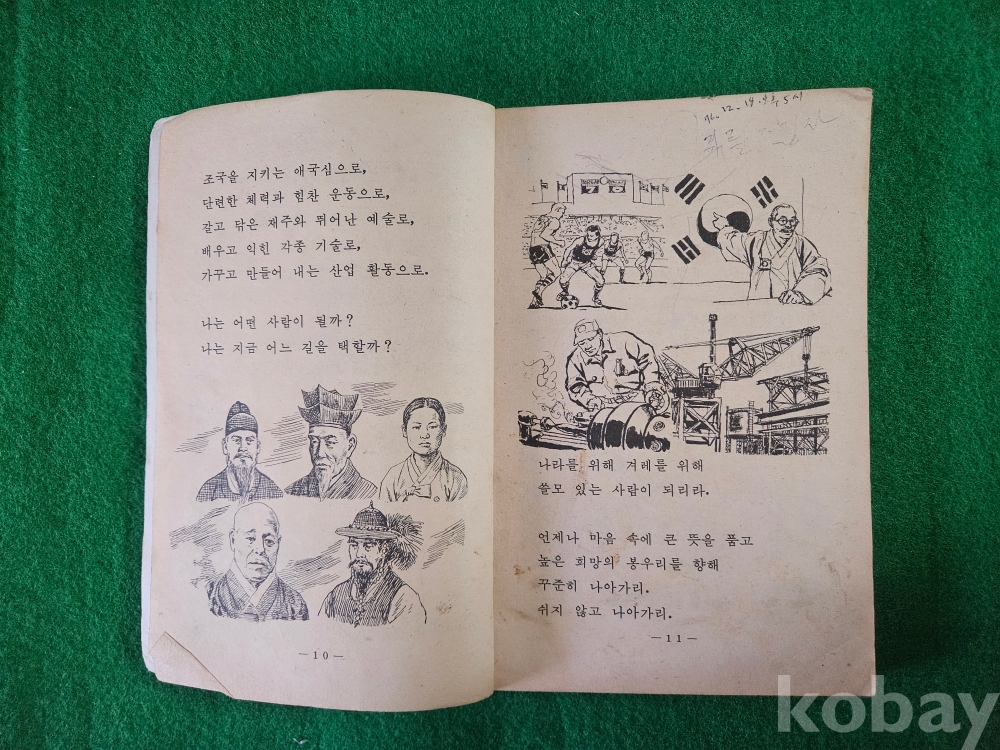 조국을 지키는 애국심으로,
단련한 체력과 힘찬 운동으로,
갈고 닦은 재주와 뛰어난 예술로,
배우고 익힌 각종 기술로,
가꾸고 만들어 내는 산업 활동으로.
나는 어떤 사람이 될까?
나는 지금 어느 길을 택할까?
—10—
7 0
나라를 위해 겨레를 위해
쓸모 있는 사람이 되리라.
언제나 마음 속에 큰 뜻을 품고
높은 희망의 봉우리를 향해
꾸준히 나아가리.
쉬지 않고 나아가리.
—11—
kobay